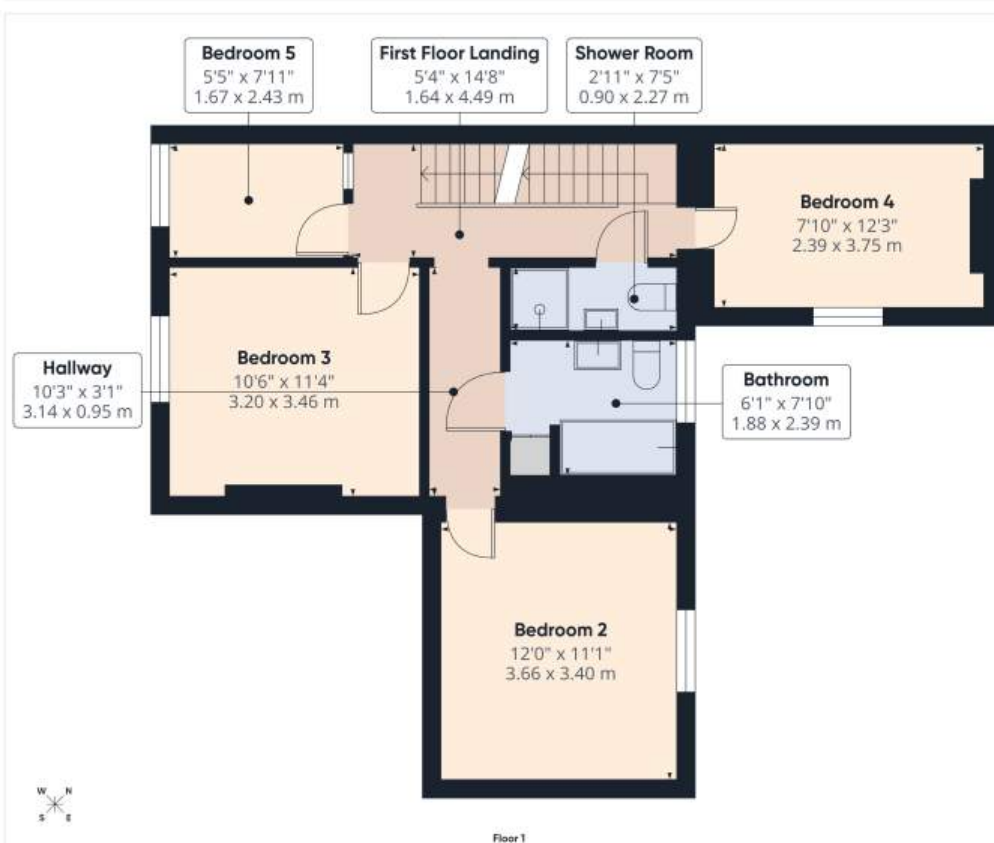 Bedroom 5
5'5" x 7'11"
1.67 x 2.43 m
First Floor Landing
5'4" x 14'8"
1.64 x 4.49 m
Shower Room
2'11" x 7'5"
0.90 x 2.27 m
Bedroom 4
7'10" x 12'3"
2.39 x 3.75 m
Hallway
10'3" x 3'1"
3.14 x 0.95 m
Bedroom 3
10'6" x 11'4"
3.20 x 3.46 m
Bathroom
6'1" x 7'10"
1.88 x 2.39 m
Bedroom 2
12'0" x 11'1"
3.66 x 3.40 m
W N
S E
Floor 1